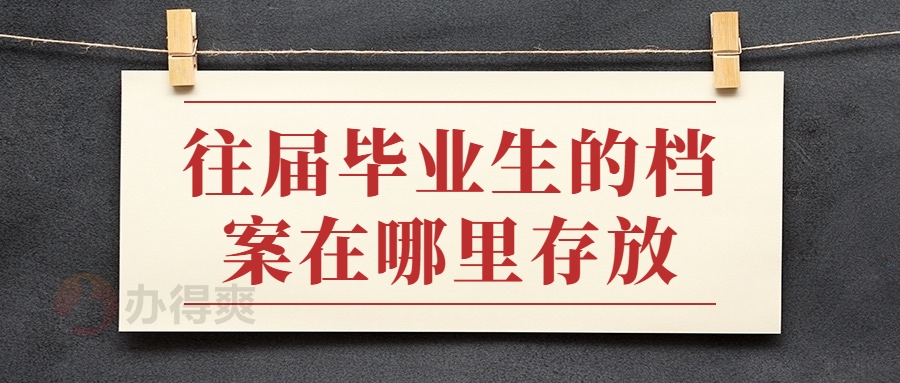 往届毕业生的档
案在哪里存放
办得爽